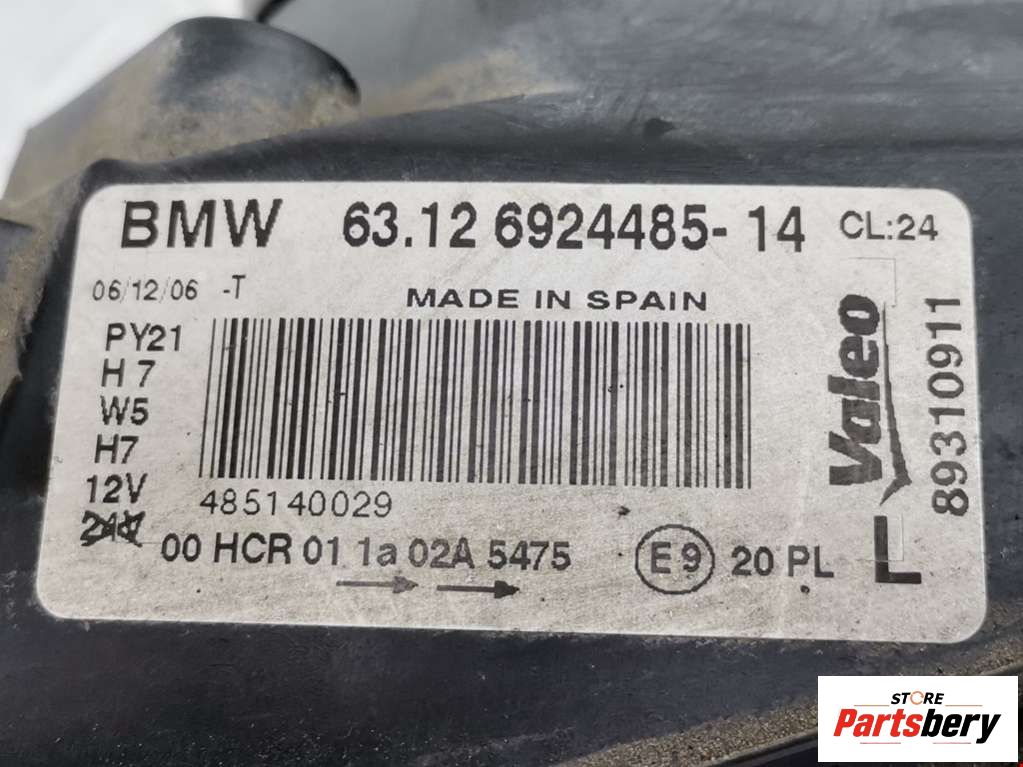 BMW 63.12 6924485-14 CL:24
06/12/06 -T MADE IN SPAIN
PY21
H7
W5
H7
12V
24V
485140029
00 HCR 01 1a 02A 5475 E9 20 PL L
Valeo
89310911
STORE
Partsbery